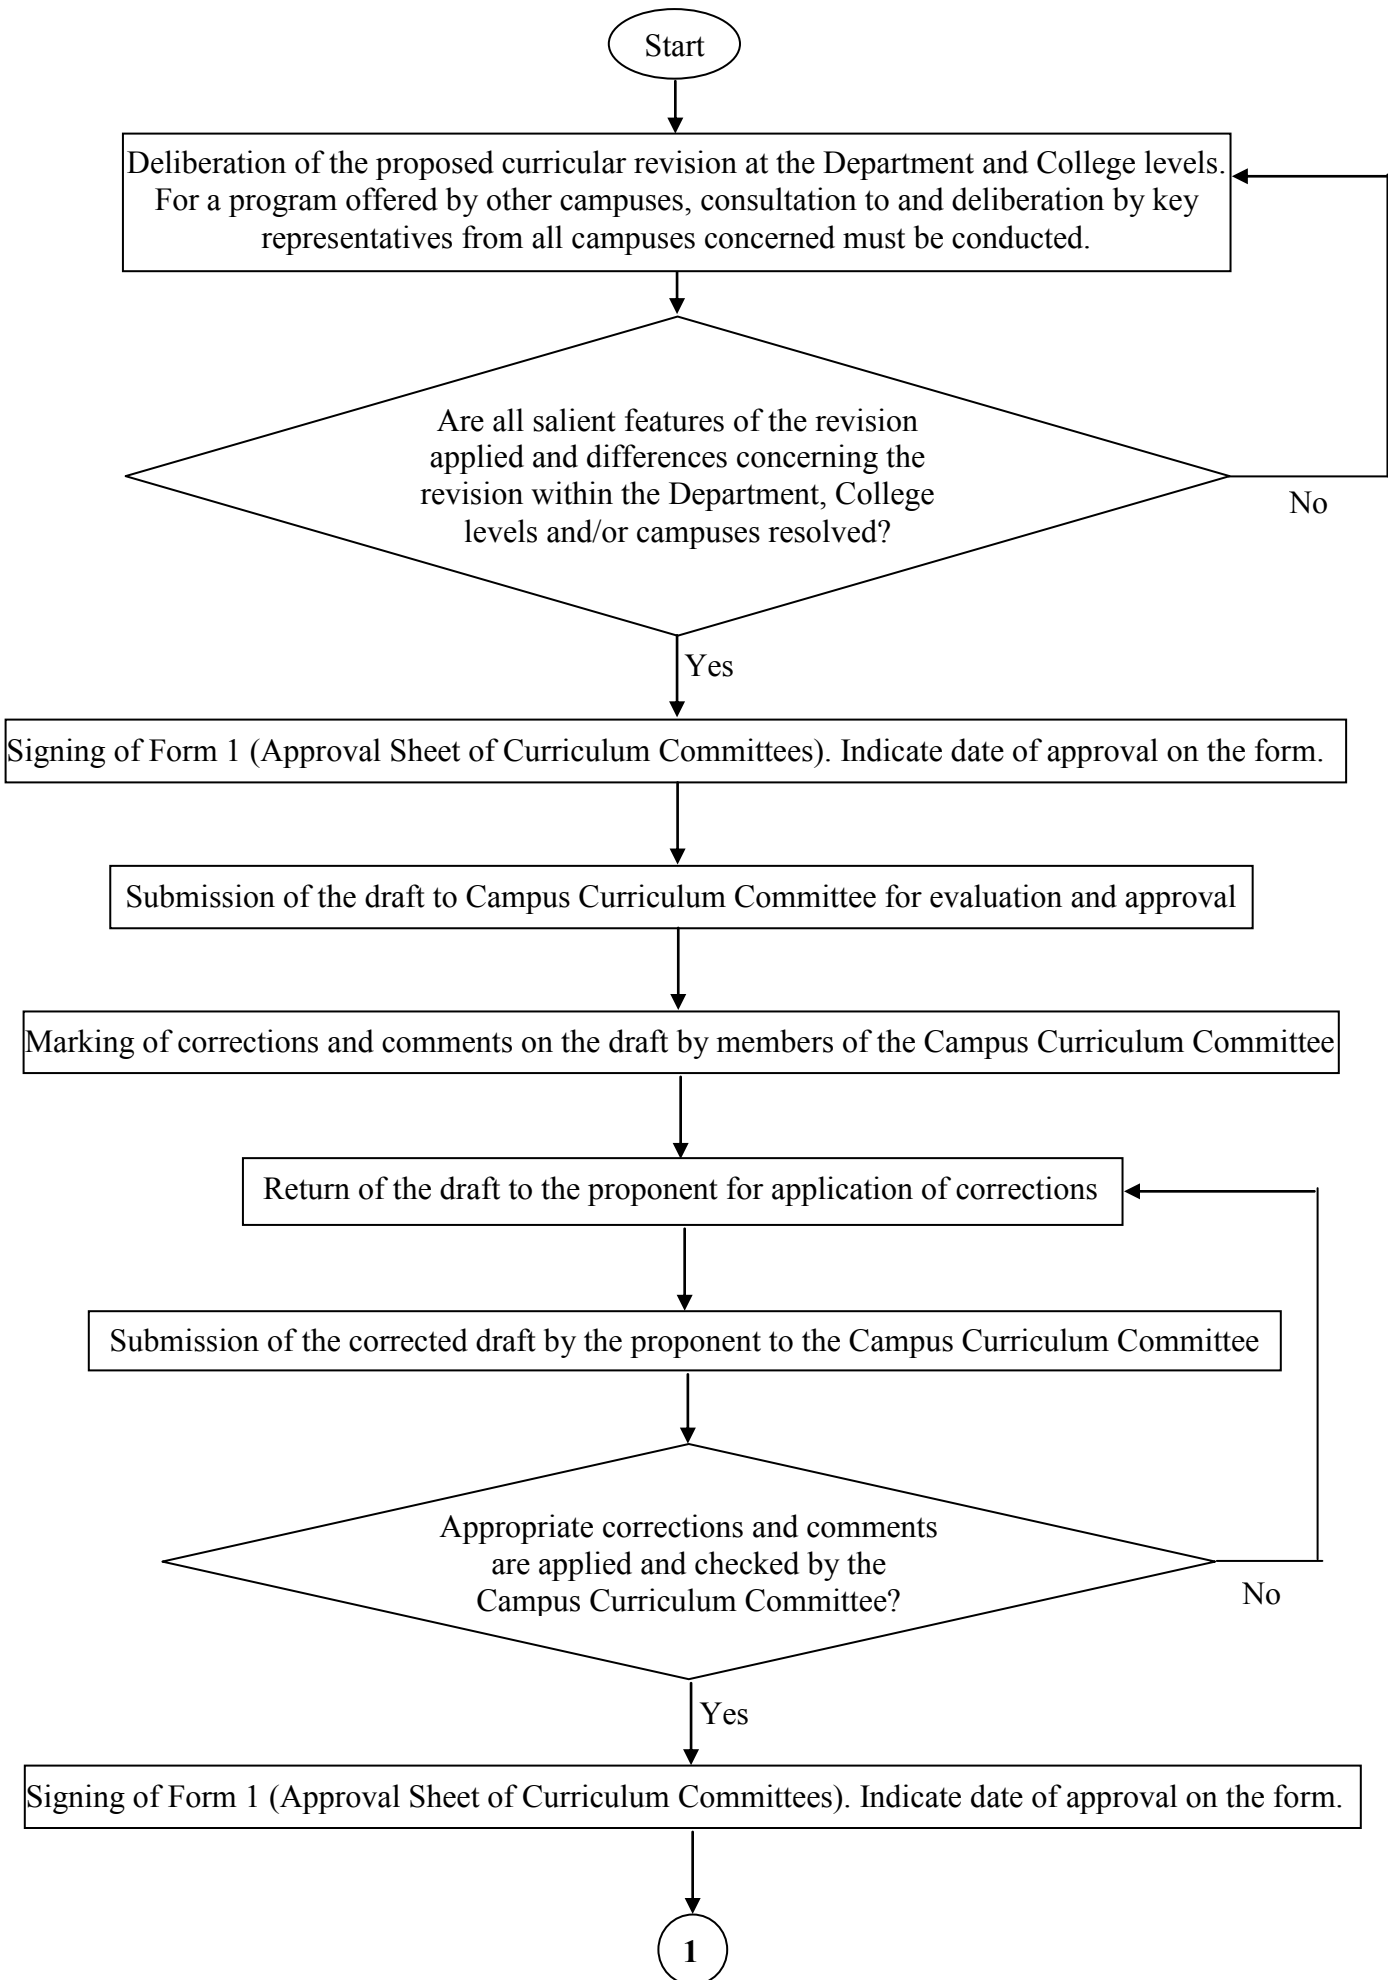 Start
Deliberation of the proposed curricular revision at the Department and College levels.
For a program offered by other campuses, consultation to and deliberation by key
representatives from all campuses concerned must be conducted.
Are all salient features of the revision
applied and differences concerning the
revision within the Department, College
levels and/or campuses resolved?
No
Yes
Signing of Form 1 (Approval Sheet of Curriculum Committees). Indicate date of approval on the form.
Submission of the draft to Campus Curriculum Committee for evaluation and approval
Marking of corrections and comments on the draft by members of the Campus Curriculum Committee
Return of the draft to the proponent for application of corrections
Submission of the corrected draft by the proponent to the Campus Curriculum Committee
Appropriate corrections and comments
are applied and checked by the
Campus Curriculum Committee?
No
Yes
Signing of Form 1 (Approval Sheet of Curriculum Committees). Indicate date of approval on the form.
1